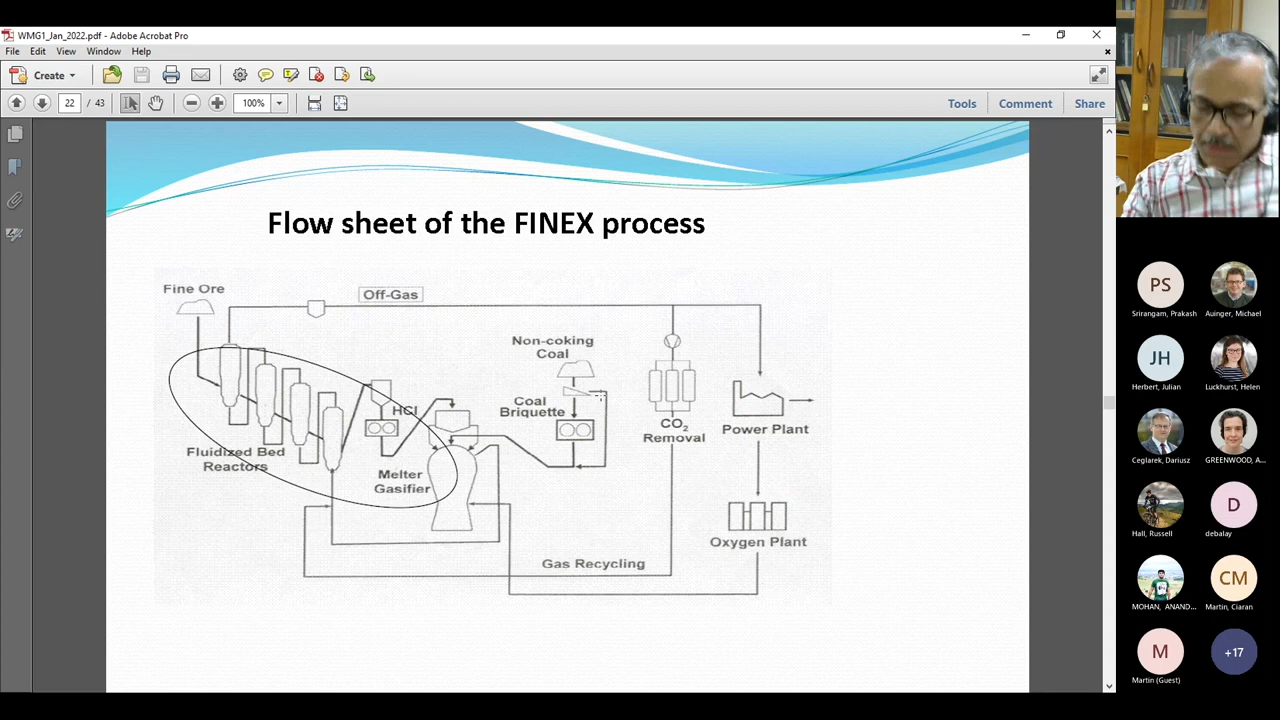 WMG1_Jan_2022.pdf - Adobe Acrobat Pro
File Edit View Window Help
Create
22 / 43
100%
Tools Comment Share
Flow sheet of the FINEX process
Fine Ore
Off-Gas
Non-coking
Coal
HCI
Coal
Briquette
CO2
Removal
Power Plant
Fluidized Bed
Reactors
Melter
Gasifier
Oxygen Plant
Gas Recycling
PS
Srirangam, Prakash
Auinger, Michael
JH
Herbert, Julian
Luckhurst, Helen
Ceglarek, Dariusz
GREENWOOD, A...
Hall, Russell
D
debalay
MOHAN, ANAND...
CM
Martin, Ciaran
M
Martin (Guest)
+17